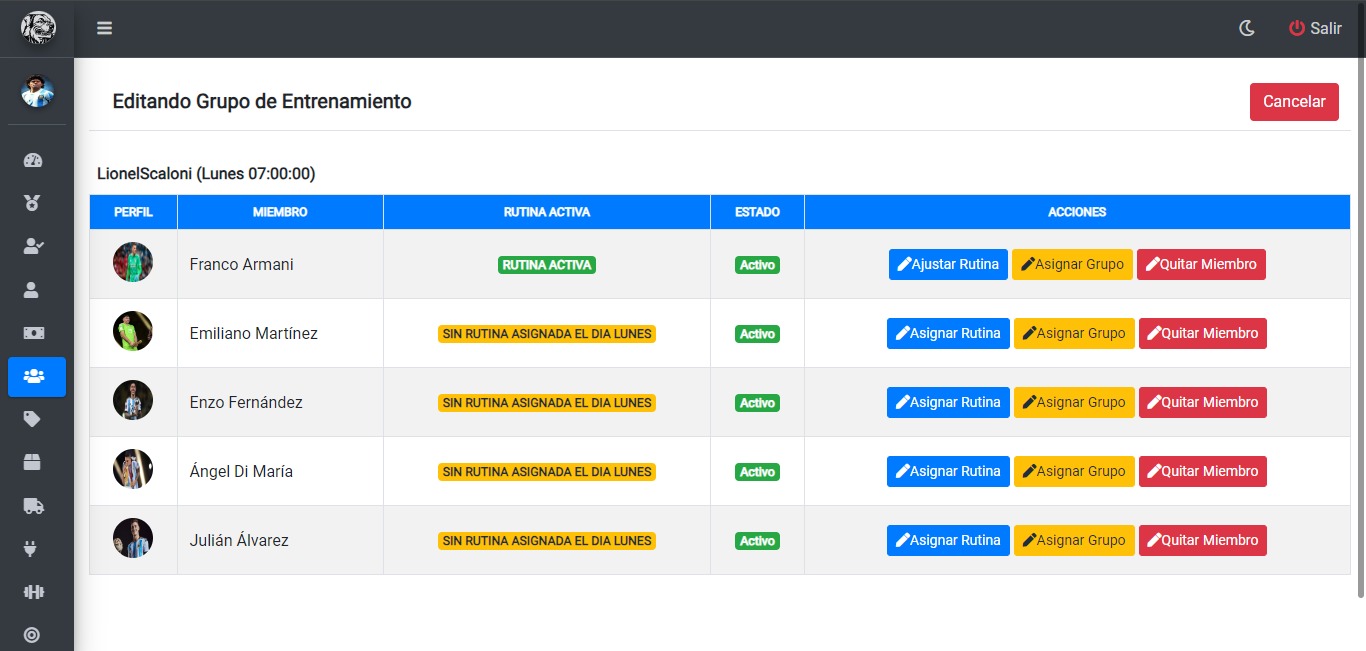 Salir
Editando Grupo de Entrenamiento
Cancelar
LionelScaloni (Lunes 07:00:00)
PERFIL MIEMBRO RUTINA ACTIVA ESTADO ACCIONES
Franco Armani RUTINA ACTIVA Activo Ajustar Rutina Asignar Grupo Quitar Miembro
Emiliano Martínez SIN RUTINA ASIGNADA EL DIA LUNES Activo Asignar Rutina Asignar Grupo Quitar Miembro
Enzo Fernández SIN RUTINA ASIGNADA EL DIA LUNES Activo Asignar Rutina Asignar Grupo Quitar Miembro
Ángel Di María SIN RUTINA ASIGNADA EL DIA LUNES Activo Asignar Rutina Asignar Grupo Quitar Miembro
Julián Álvarez SIN RUTINA ASIGNADA EL DIA LUNES Activo Asignar Rutina Asignar Grupo Quitar Miembro